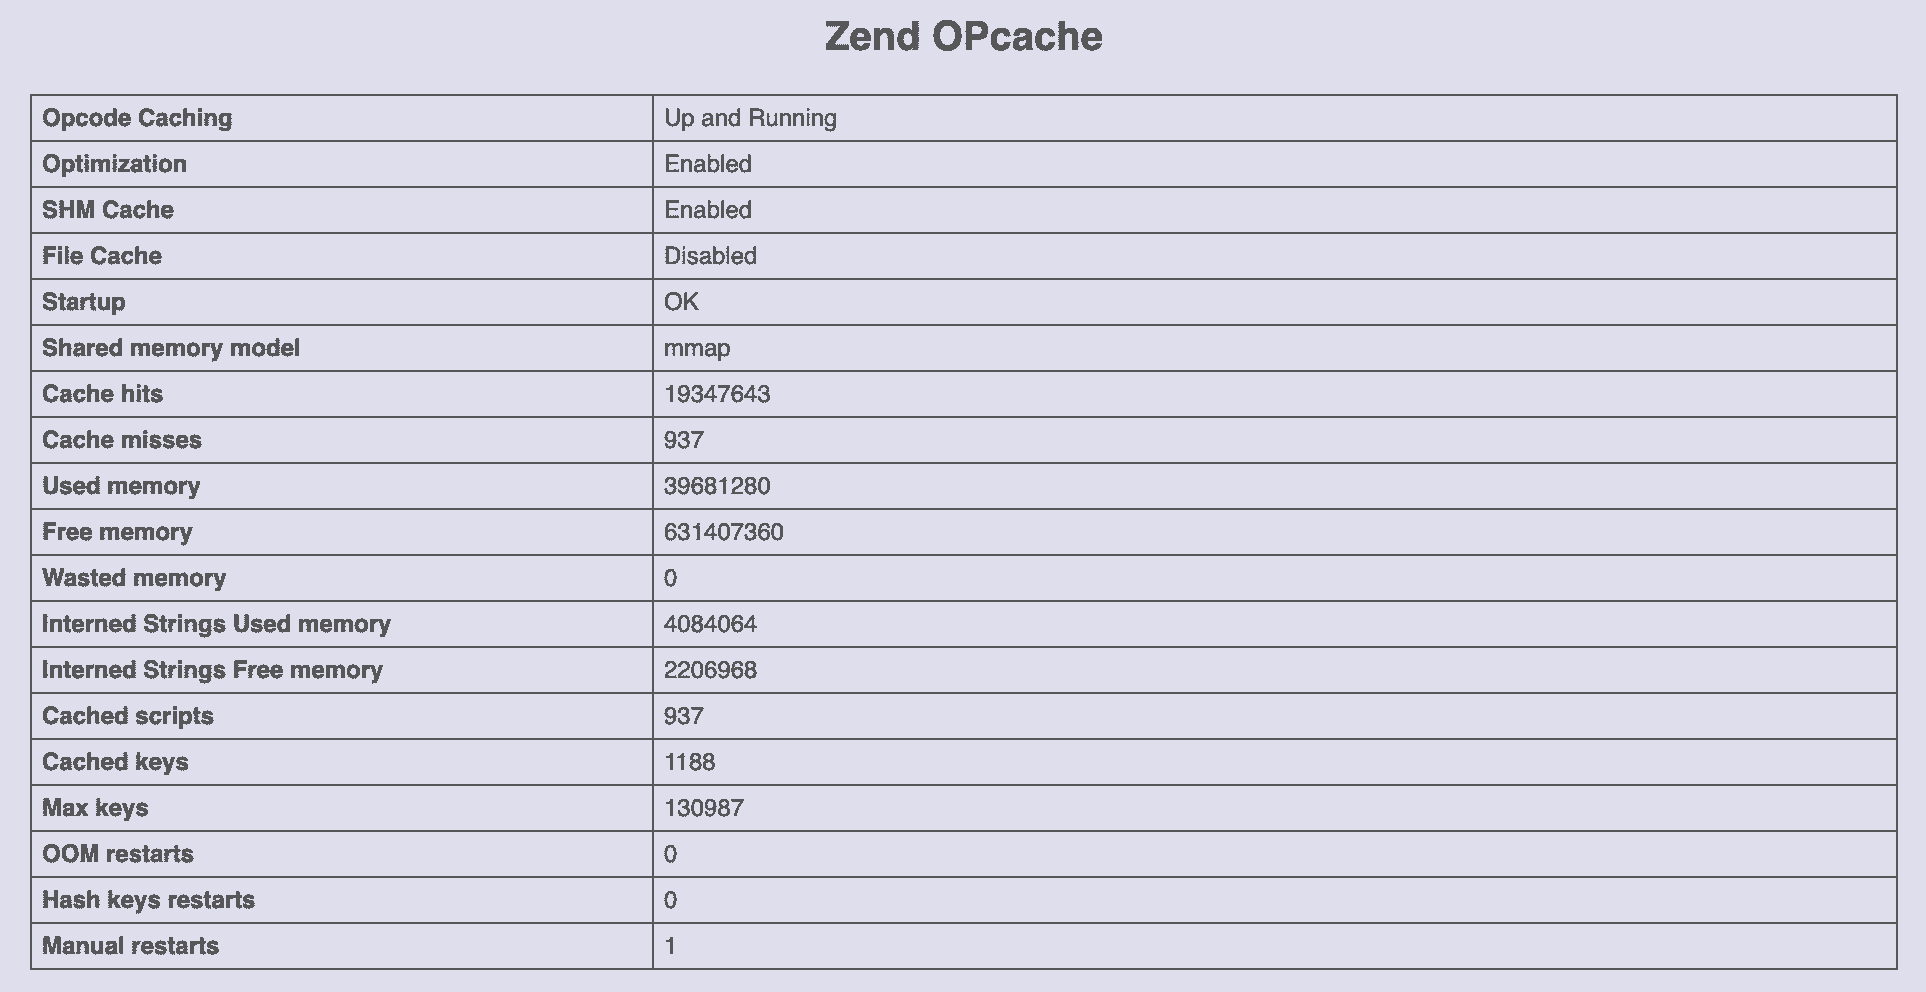 Zend OPcache
Opcode Caching Up and Running
Optimization Enabled
SHM Cache Enabled
File Cache Disabled
Startup OK
Shared memory model mmap
Cache hits 19347643
Cache misses 937
Used memory 39681280
Free memory 631407360
Wasted memory 0
Interned Strings Used memory 4084064
Interned Strings Free memory 2206968
Cached scripts 937
Cached keys 1188
Max keys 130987
OOM restarts 0
Hash keys restarts 0
Manual restarts 1